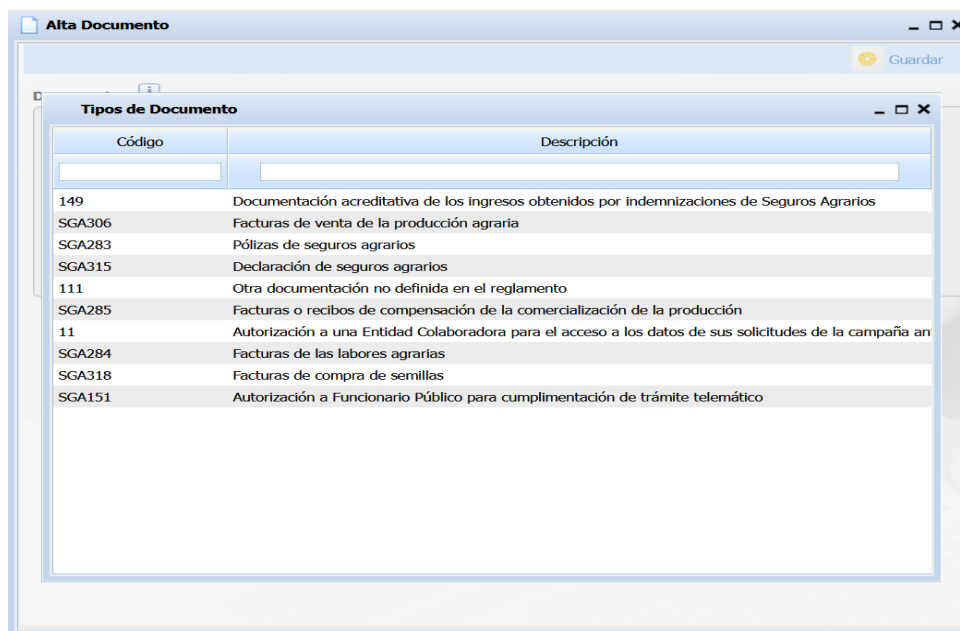 Alta Documento
Guardar
Tipos de Documento
Código Descripción
149 Documentación acreditativa de los ingresos obtenidos por indemnizaciones de Seguros Agrarios
SGA306 Facturas de venta de la producción agraria
SGA283 Pólizas de seguros agrarios
SGA315 Declaración de seguros agrarios
111 Otra documentación no definida en el reglamento
SGA285 Facturas o recibos de compensación de la comercialización de la producción
11 Autorización a una Entidad Colaboradora para el acceso a los datos de sus solicitudes de la campaña an
SGA284 Facturas de las labores agrarias
SGA318 Facturas de compra de semillas
SGA151 Autorización a Funcionario Público para cumplimentación de trámite telemático